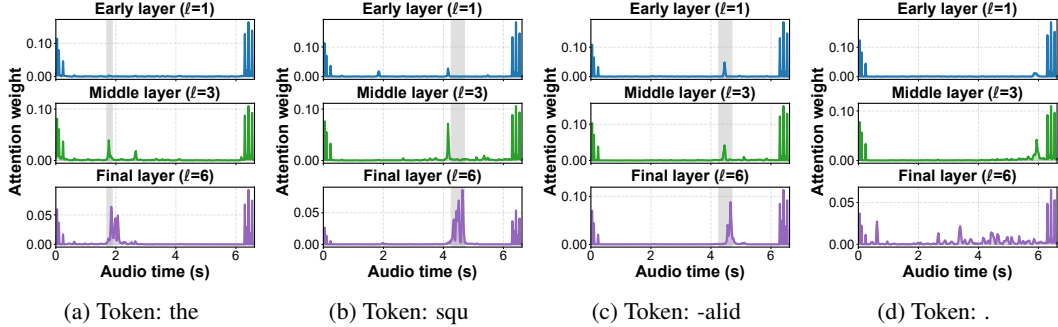 Early layer (ℓ=1)
0.10
0.00
Middle layer (ℓ=3)
0.10
0.00
Final layer (ℓ=6)
0.05
0.00
0 2 4 6
Audio time (s)
Attention weight
(a) Token: the
Early layer (ℓ=1)
0.10
0.00
Middle layer (ℓ=3)
0.10
0.00
Final layer (ℓ=6)
0.05
0.00
0 2 4 6
Audio time (s)
Attention weight
(b) Token: squ
Early layer (ℓ=1)
0.10
0.00
Middle layer (ℓ=3)
0.10
0.00
Final layer (ℓ=6)
0.10
0.00
0 2 4 6
Audio time (s)
Attention weight
(c) Token: -alid
Early layer (ℓ=1)
0.10
0.00
Middle layer (ℓ=3)
0.10
0.00
Final layer (ℓ=6)
0.05
0.00
0 2 4 6
Audio time (s)
Attention weight
(d) Token: .